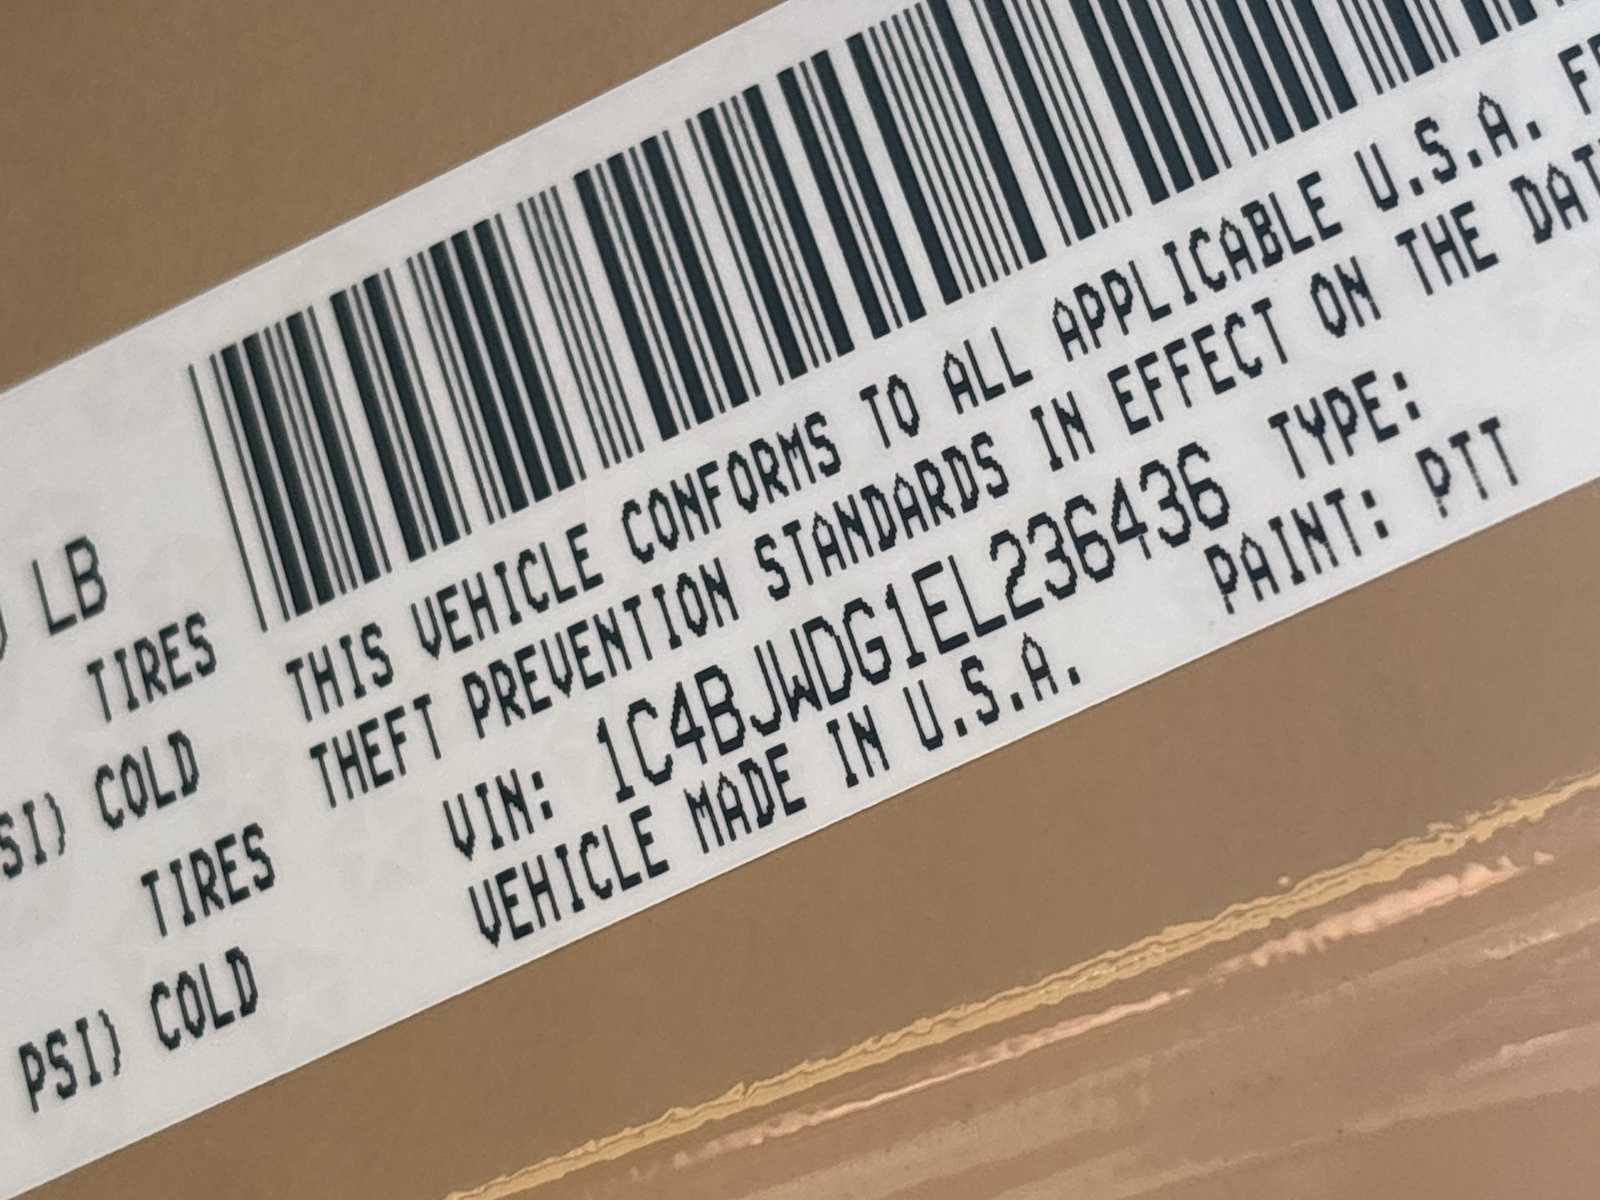 LB
TIRES
SI) COLD
TIRES
PSI) COLD
THIS VEHICLE CONFORMS TO ALL APPLICABLE U.S.A.
THEFT PREVENTION STANDARDS IN EFFECT ON THE
VIN: 1C4BJWDG1EL236436 TYPE:
VEHICLE MADE IN U.S.A. PAINT: PTT